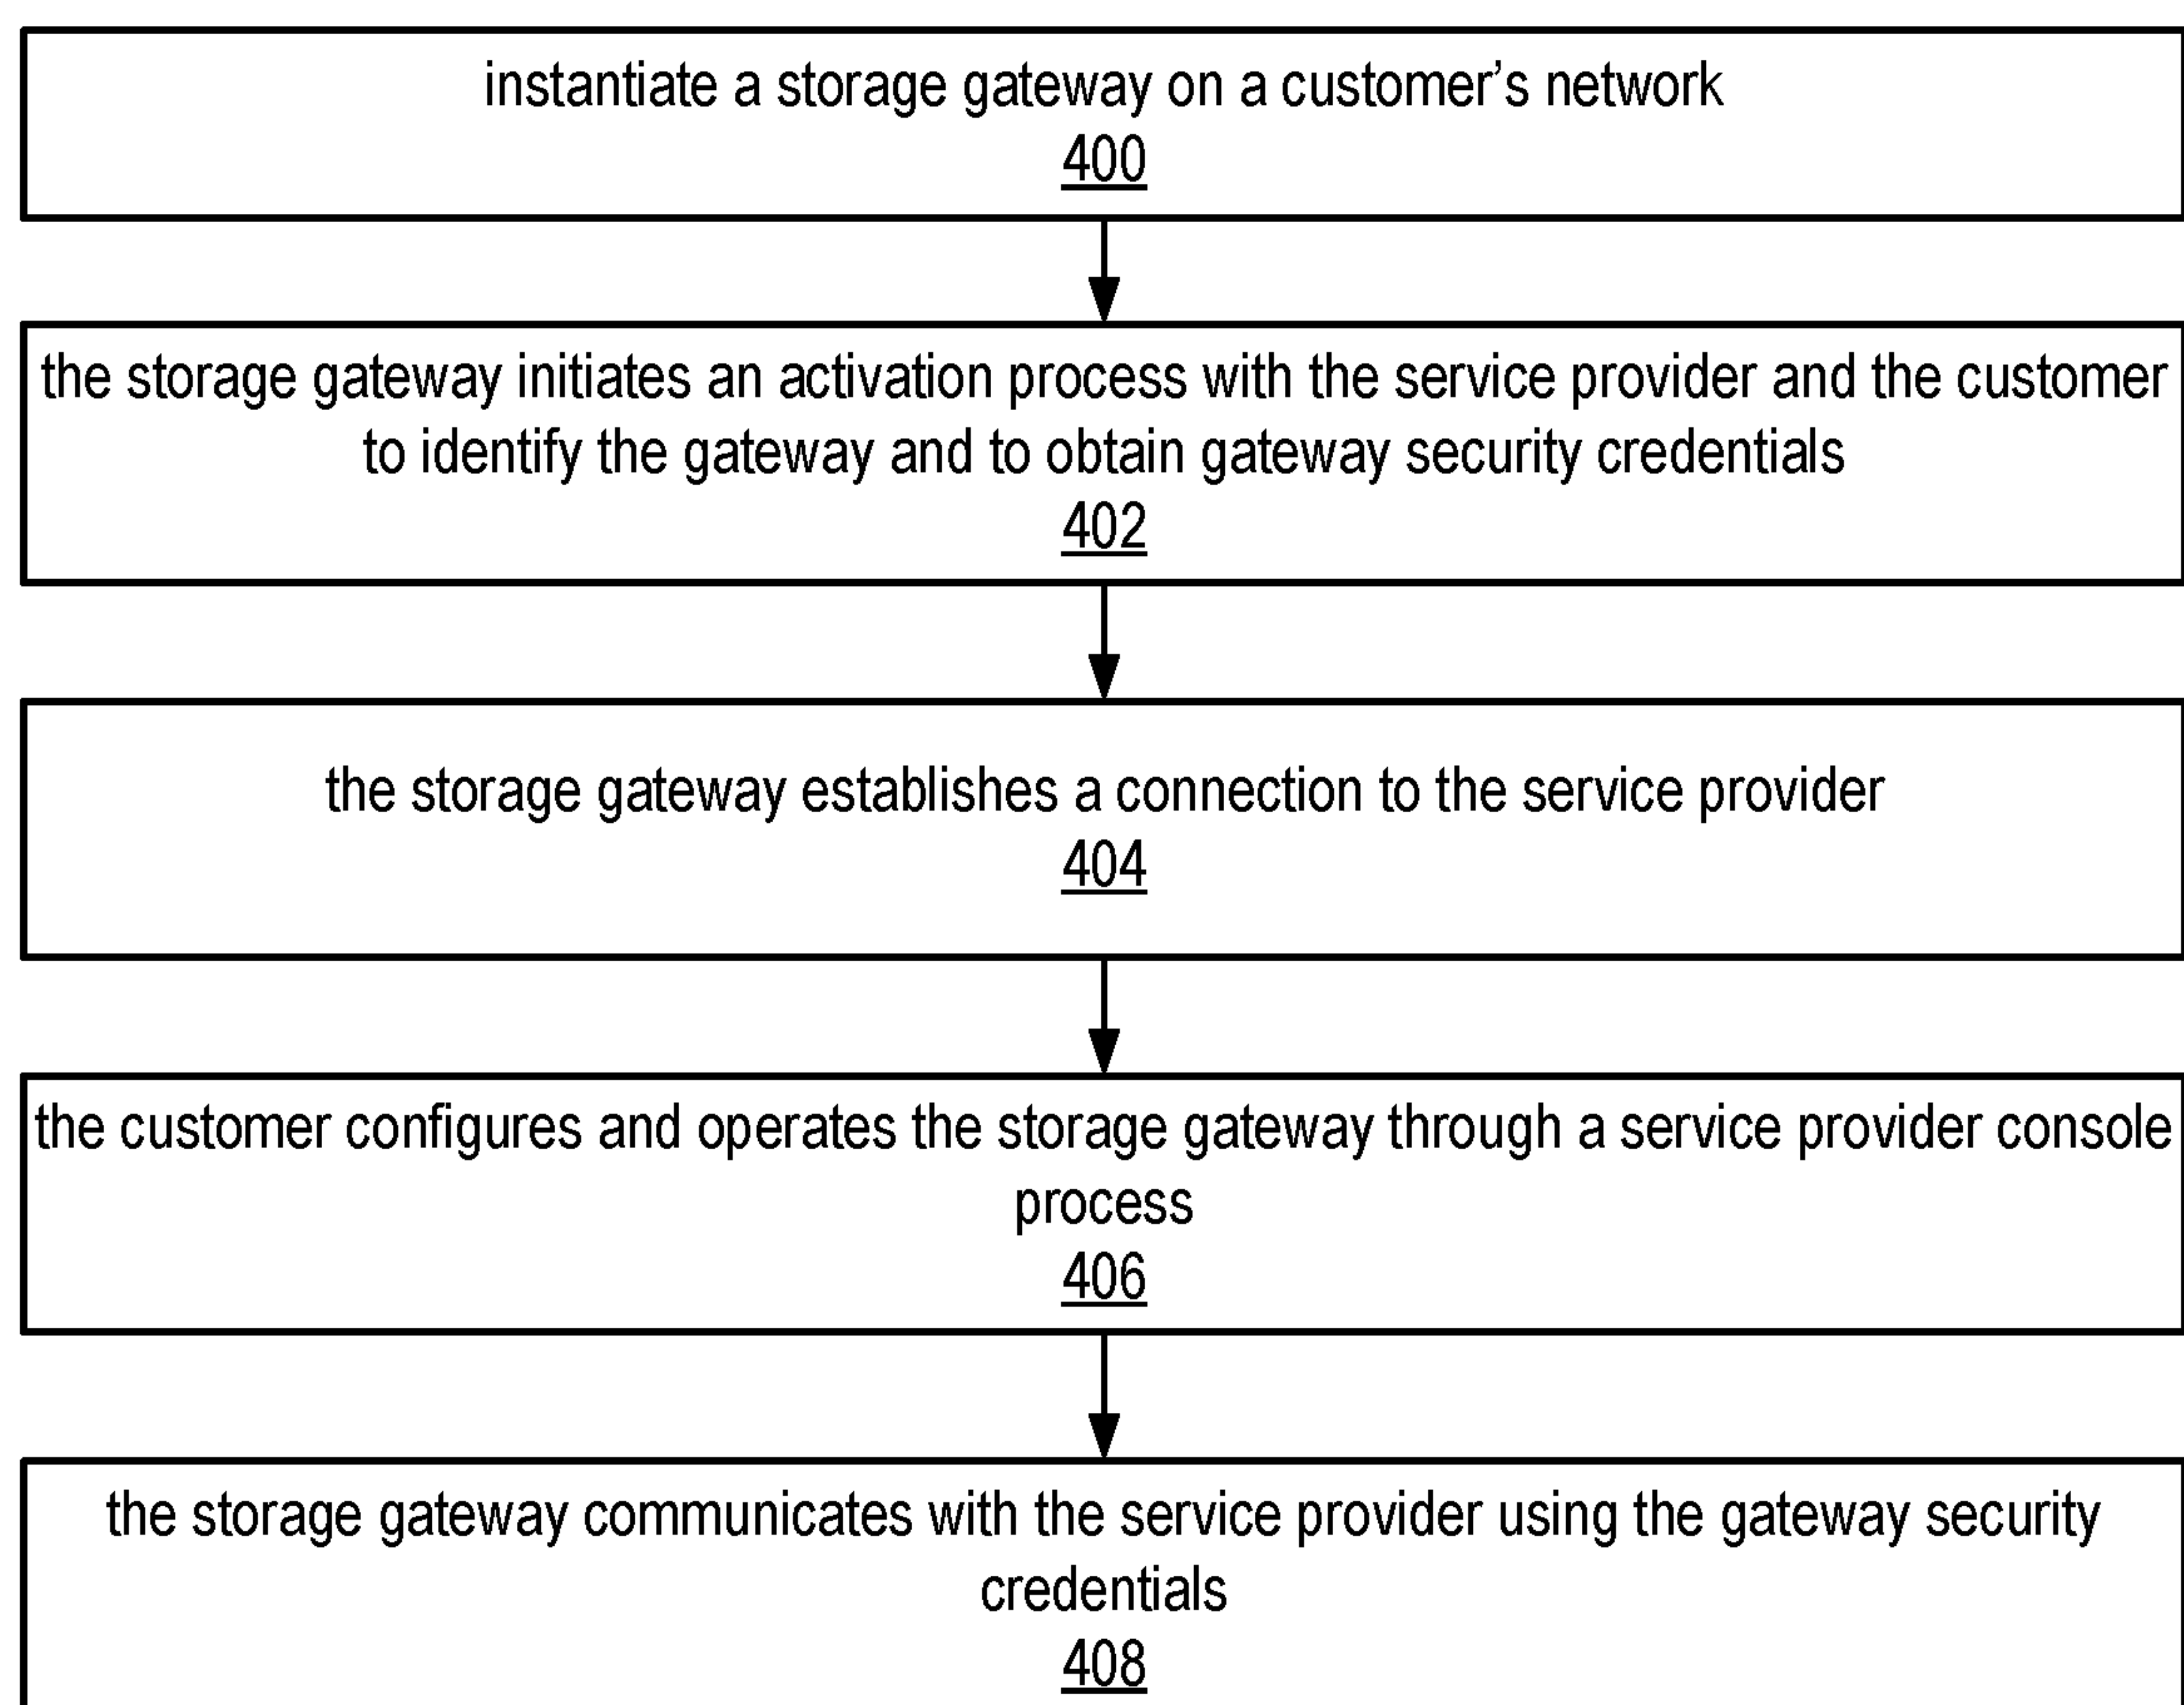 instantiate a storage gateway on a customer’s network
400
the storage gateway initiates an activation process with the service provider and the customer
to identify the gateway and to obtain gateway security credentials
402
the storage gateway establishes a connection to the service provider
404
the customer configures and operates the storage gateway through a service provider console
process
406
the storage gateway communicates with the service provider using the gateway security
credentials
408